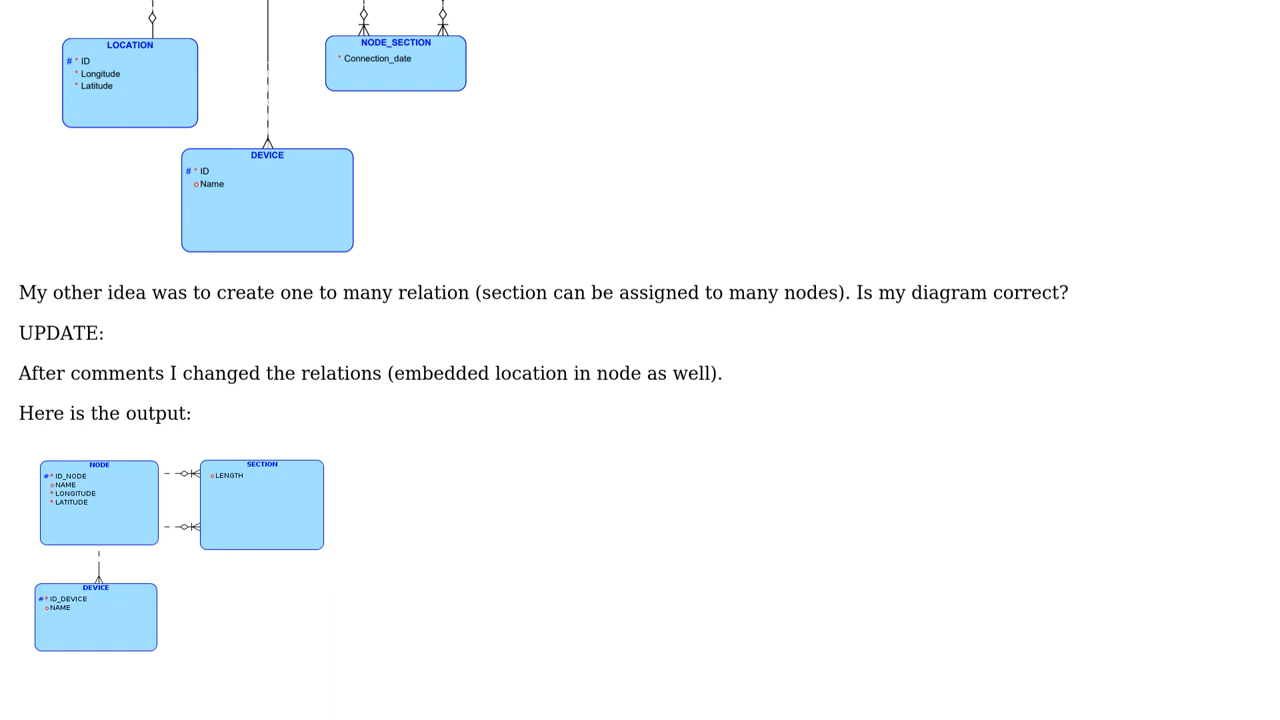 LOCATION
# * ID
* Longitude
* Latitude
NODE_SECTION
* Connection_date
DEVICE
# * ID
o Name
My other idea was to create one to many relation (section can be assigned to many nodes). Is my diagram correct?
UPDATE:
After comments I changed the relations (embedded location in node as well).
Here is the output:
NODE
# * ID_NODE
o NAME
* LONGITUDE
* LATITUDE
SECTION
o LENGTH
DEVICE
# * ID_DEVICE
o NAME